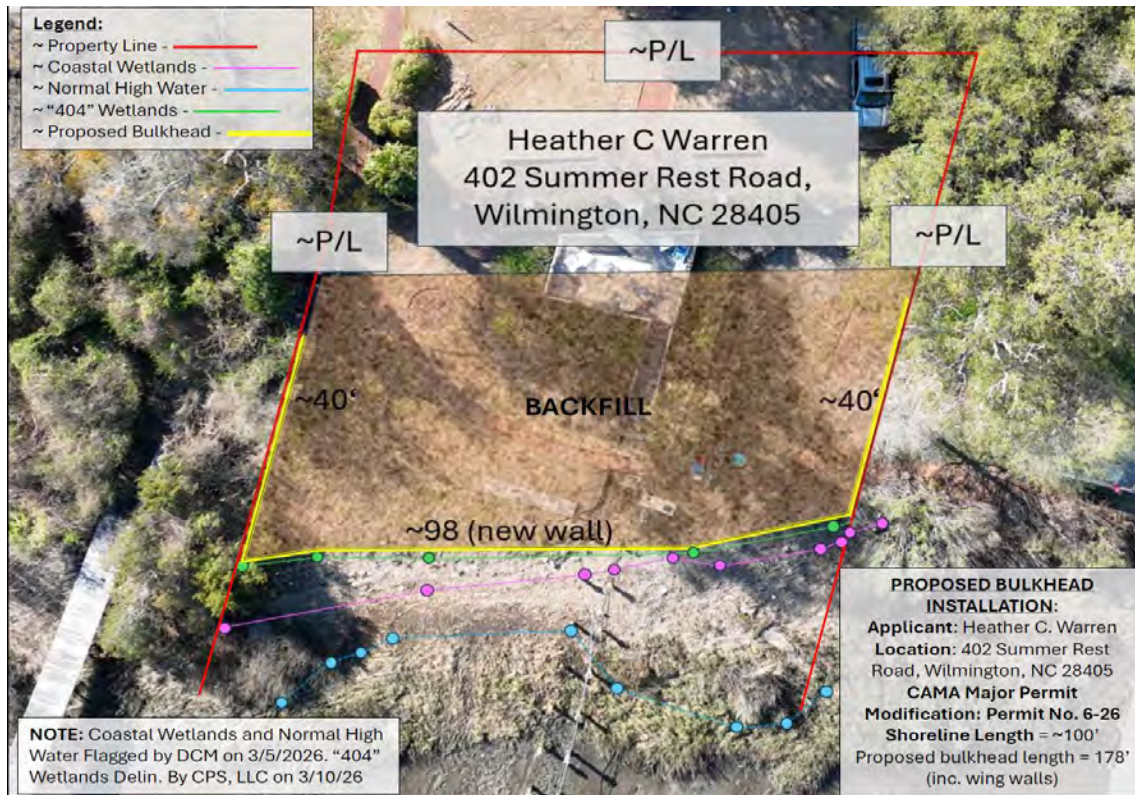 Legend:
~ Property Line -
~ Coastal Wetlands -
~ Normal High Water -
~ “404” Wetlands -
~ Proposed Bulkhead -
~P/L
Heather C Warren
402 Summer Rest Road,
Wilmington, NC 28405
~P/L
~P/L
~40‘
BACKFILL
~40‘
~98 (new wall)
NOTE: Coastal Wetlands and Normal High
Water Flagged by DCM on 3/5/2026. “404”
Wetlands Delin. By CPS, LLC on 3/10/26
PROPOSED BULKHEAD
INSTALLATION:
Applicant: Heather C. Warren
Location: 402 Summer Rest
Road, Wilmington, NC 28405
CAMA Major Permit
Modification: Permit No. 6-26
Shoreline Length = ~100’
Proposed bulkhead length = 178’
(inc. wing walls)